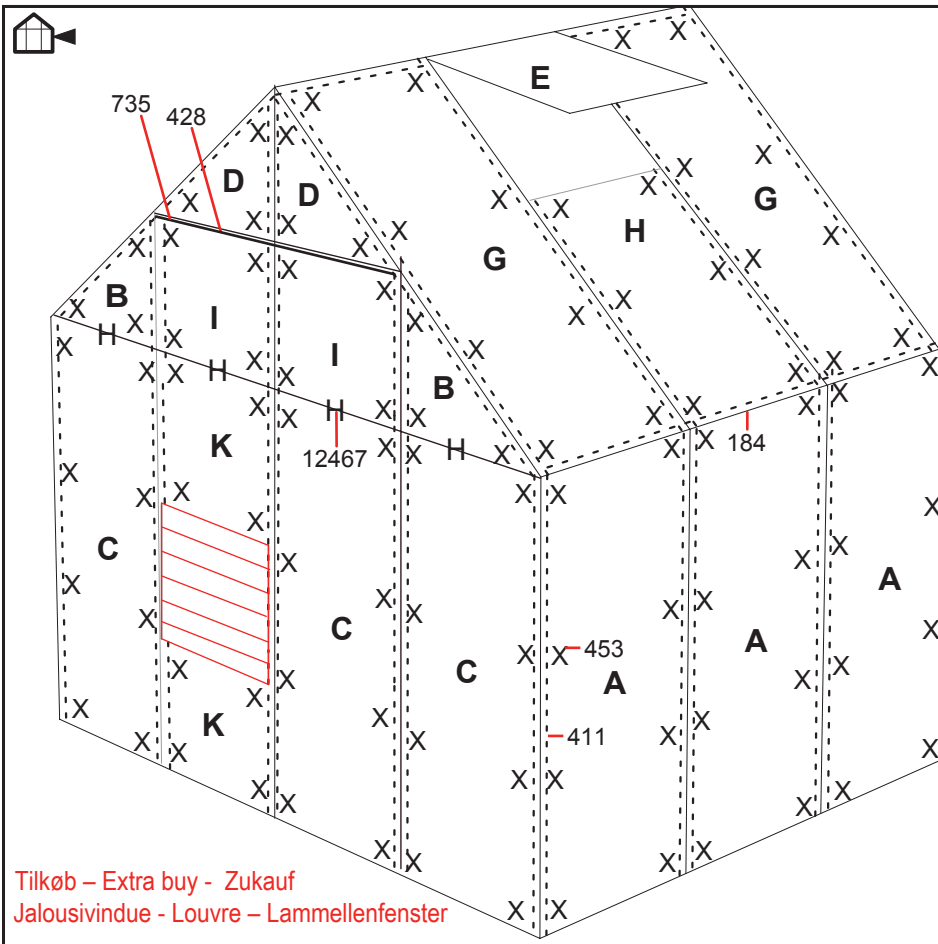 E
735
428
D
D
G
H
G
B
I
I
B
184
K
12467
C
A
C
453
A
A
C
K
411
Tilkøb – Extra buy - Zukauf
Jalousivindue - Louvre – Lammellenfenster